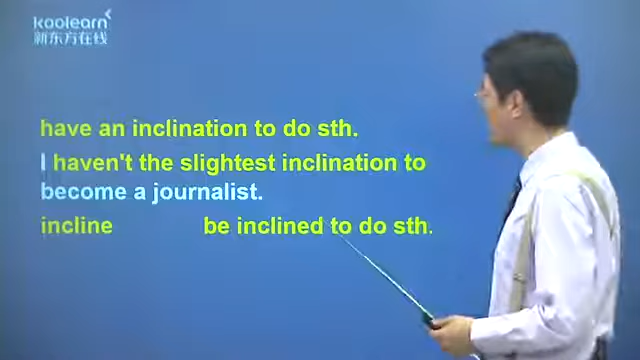 koolearn
新东方在线
have an inclination to do sth.
I haven't the slightest inclination to
become a journalist.
incline be inclined to do sth.